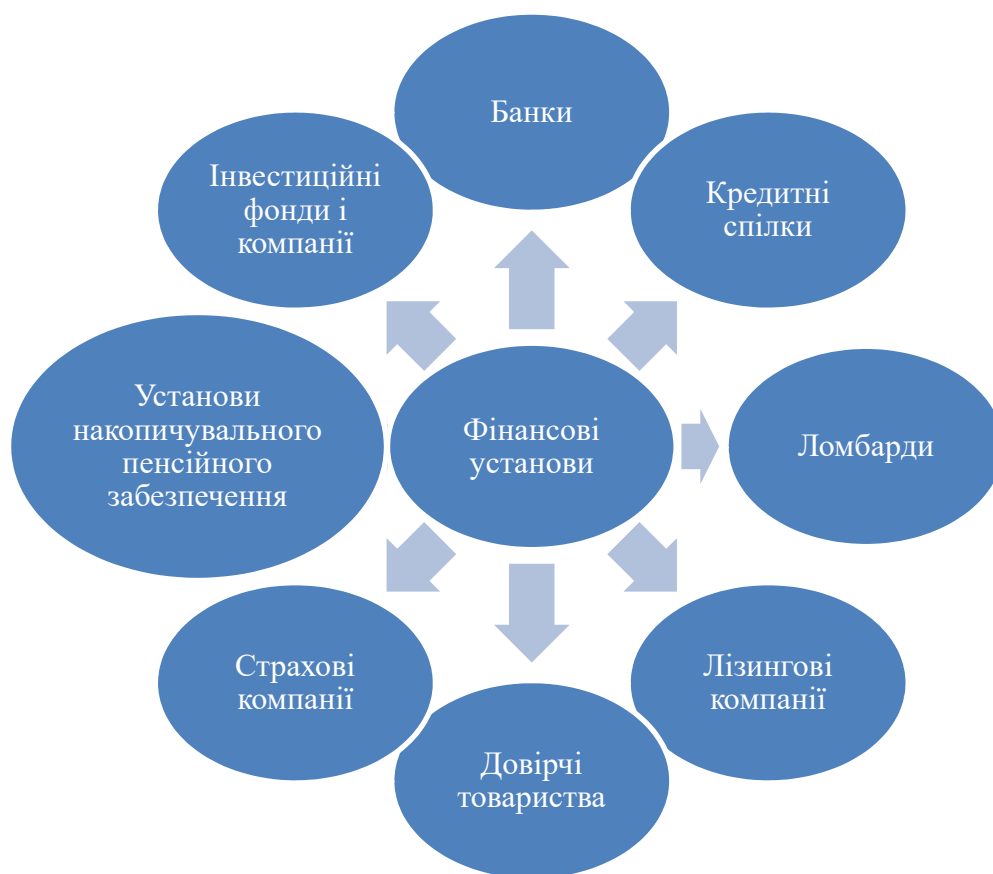 Банки
Інвестиційні
фонди і
компанії
Кредитні
спілки
Установи
накопичувального
пенсійного
забезпечення
Фінансові
установи
Ломбарди
Страхові
компанії
Лізингові
компанії
Довірчі
товариства